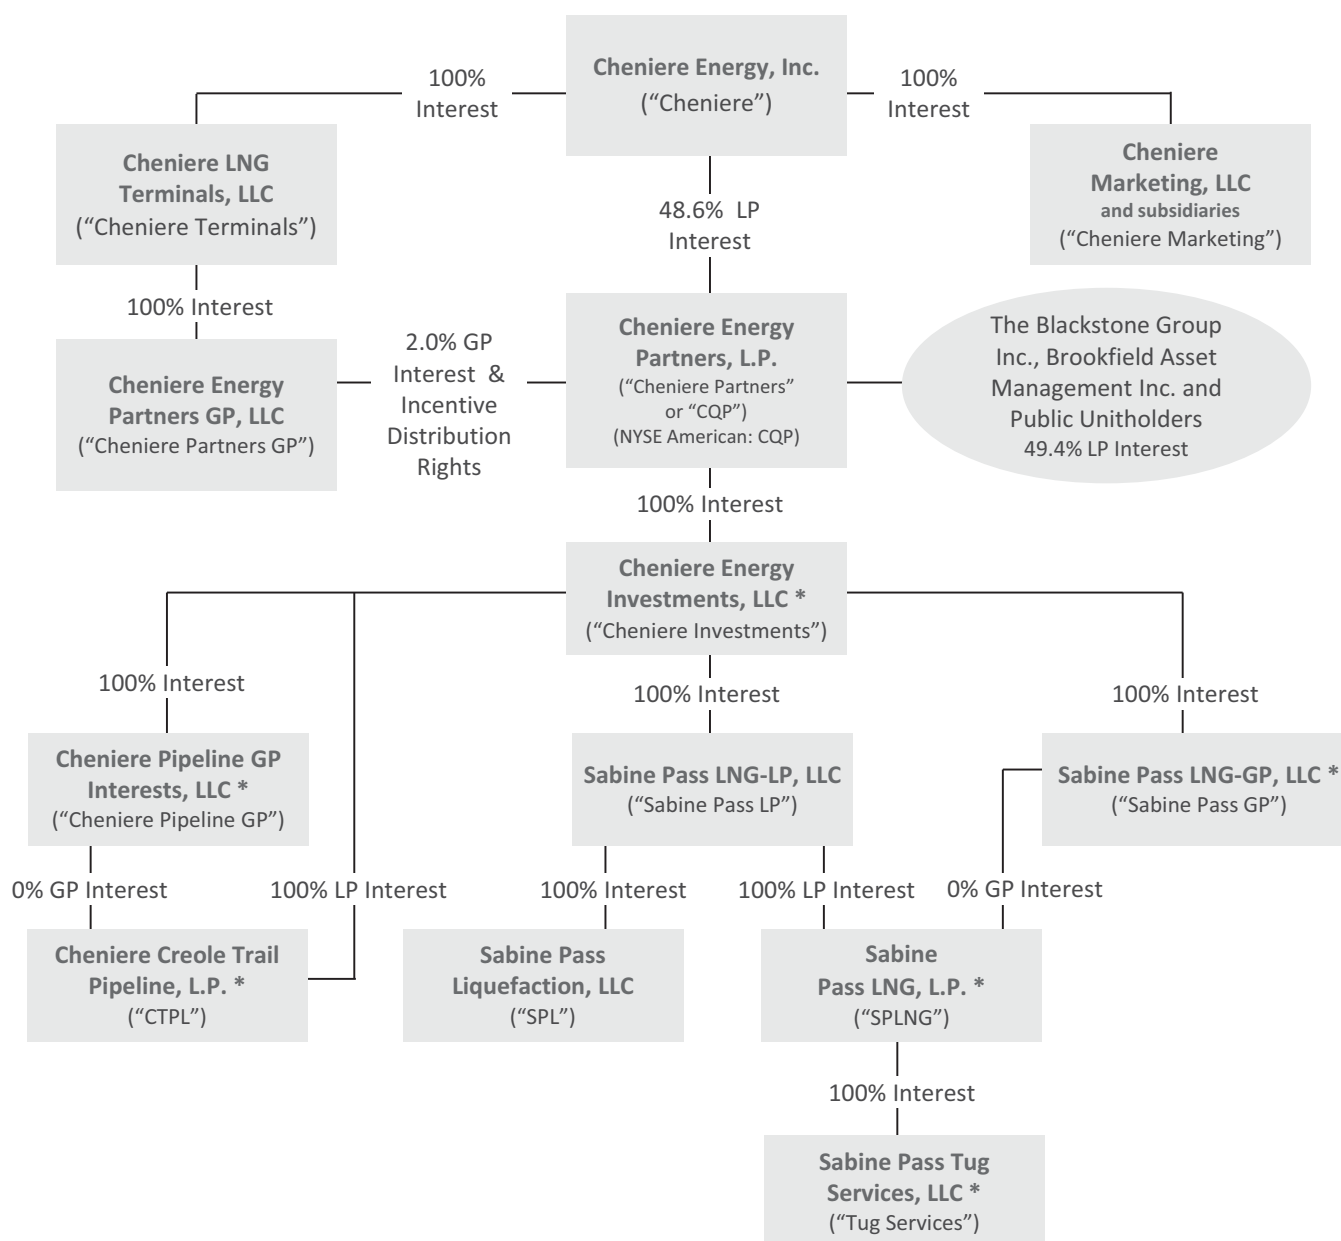 Cheniere Energy, Inc.
(“Cheniere”)
100%
Interest
100%
Interest
Cheniere LNG
Terminals, LLC
(“Cheniere Terminals”)
48.6% LP
Interest
Cheniere
Marketing, LLC
and subsidiaries
(“Cheniere Marketing”)
100% Interest
Cheniere Energy
Partners GP, LLC
(“Cheniere Partners GP”)
2.0% GP
Interest &
Incentive
Distribution
Rights
Cheniere Energy
Partners, L.P.
(“Cheniere Partners”
or “CQP”)
(NYSE American: CQP)
The Blackstone Group
Inc., Brookfield Asset
Management Inc. and
Public Unitholders
49.4% LP Interest
100% Interest
Cheniere Energy
Investments, LLC *
(“Cheniere Investments”)
100% Interest
100% Interest
100% Interest
Cheniere Pipeline GP
Interests, LLC *
(“Cheniere Pipeline GP”)
Sabine Pass LNG-LP, LLC
(“Sabine Pass LP”)
Sabine Pass LNG-GP, LLC *
(“Sabine Pass GP”)
0% GP Interest
100% LP Interest
100% Interest
100% LP Interest
0% GP Interest
Cheniere Creole Trail
Pipeline, L.P. *
(“CTPL”)
Sabine Pass
Liquefaction, LLC
(“SPL”)
Sabine
Pass LNG, L.P. *
(“SPLNG”)
100% Interest
Sabine Pass Tug
Services, LLC *
(“Tug Services”)